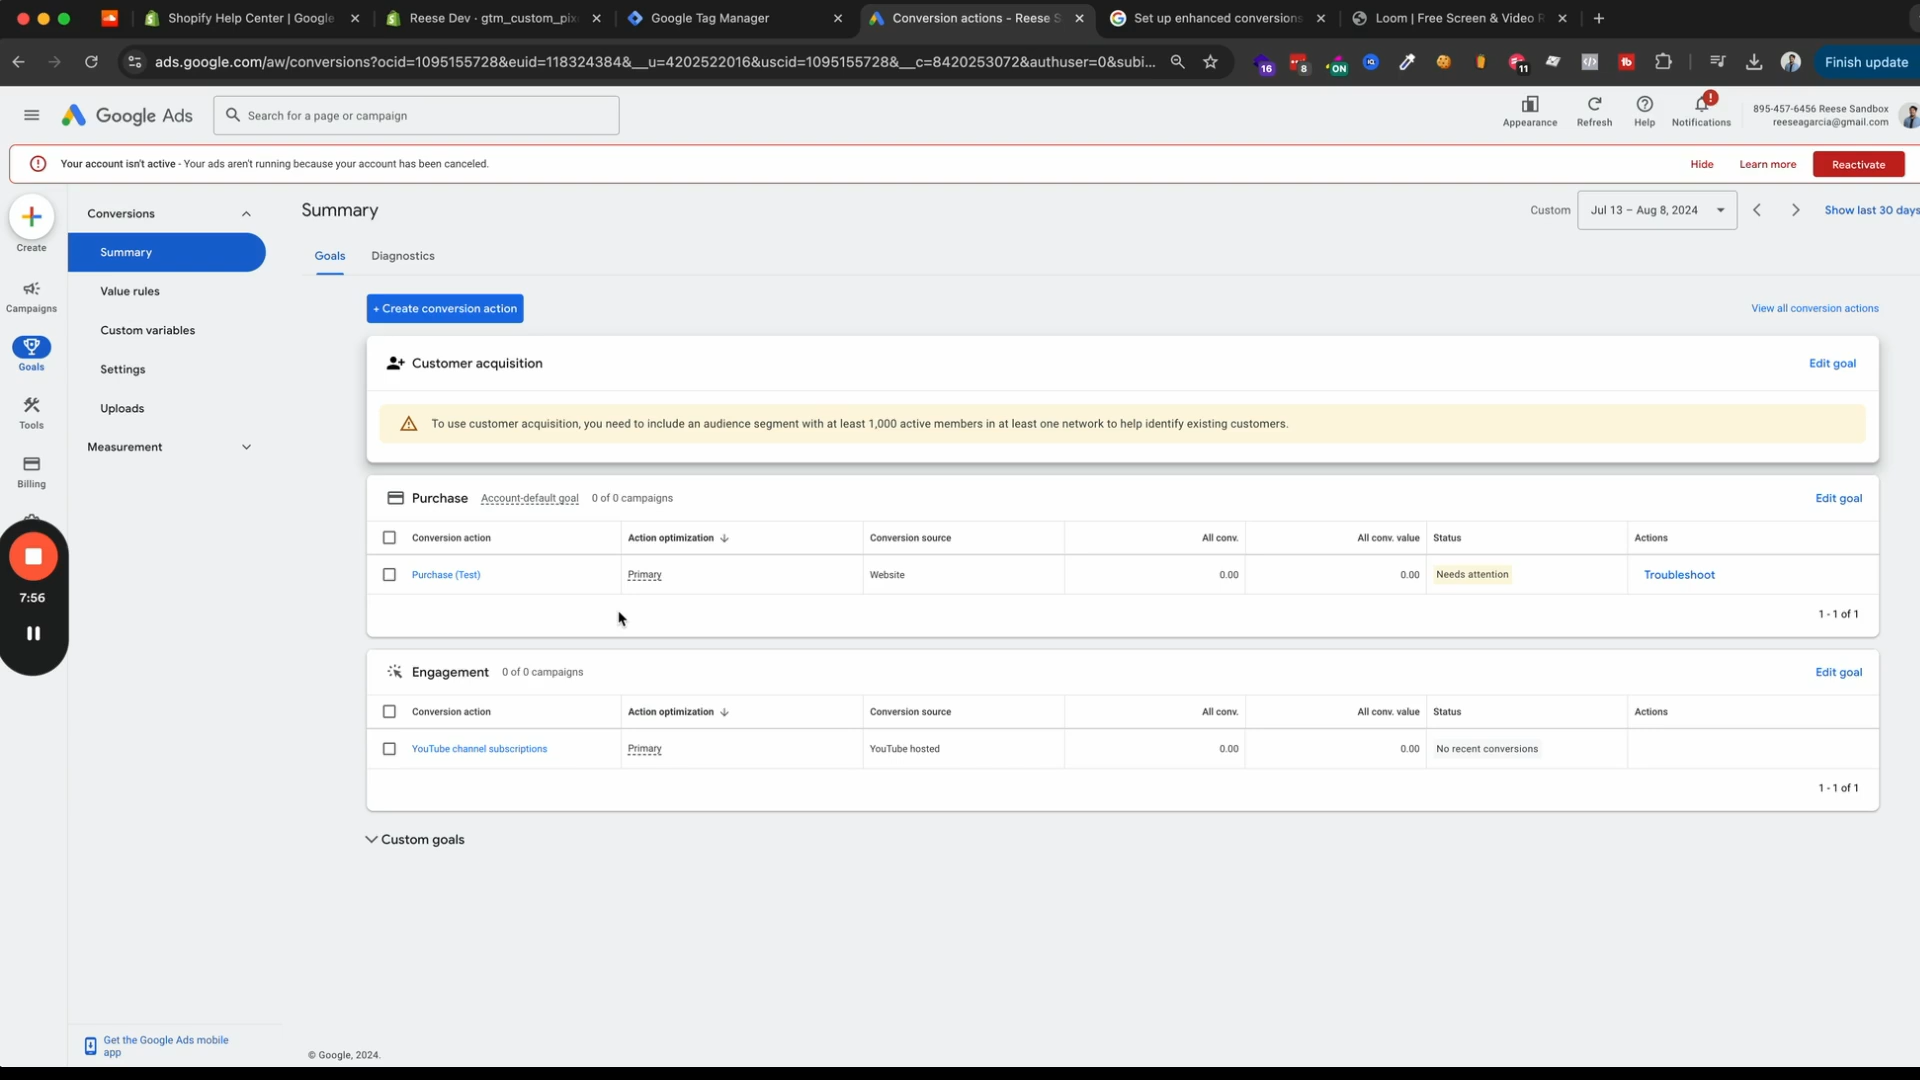 Shopify Help Center | Google
Reese Dev · gtm_custom_pix
Google Tag Manager
Conversion actions - Reese S
Set up enhanced conversions
Loom | Free Screen & Video R
ads.google.com/aw/conversions?ocid=1095155728&euid=118324384&__u=4202522016&uscid=1095155728&__c=8420253072&authuser=0&subi...
16
8
ON
11
Finish update
Google Ads
Search for a page or campaign
Appearance
Refresh
Help
Notifications
895-457-6456 Reese Sandbox
reeseagarcia@gmail.com
Your account isn't active - Your ads aren't running because your account has been canceled.
Hide
Learn more
Reactivate
Create
Campaigns
Goals
Tools
Billing
7:56
Conversions
Summary
Value rules
Custom variables
Settings
Uploads
Measurement
Get the Google Ads mobile
app
Summary
Custom
Jul 13 – Aug 8, 2024
Show last 30 days
Goals
Diagnostics
+ Create conversion action
View all conversion actions
Customer acquisition
Edit goal
To use customer acquisition, you need to include an audience segment with at least 1,000 active members in at least one network to help identify existing customers.
Purchase Account-default goal 0 of 0 campaigns
Edit goal
Conversion action Action optimization Conversion source All conv. All conv. value Status Actions
Purchase (Test) Primary Website 0.00 0.00 Needs attention Troubleshoot
1 - 1 of 1
Engagement 0 of 0 campaigns
Edit goal
Conversion action Action optimization Conversion source All conv. All conv. value Status Actions
YouTube channel subscriptions Primary YouTube hosted 0.00 0.00 No recent conversions
1 - 1 of 1
Custom goals
© Google, 2024.